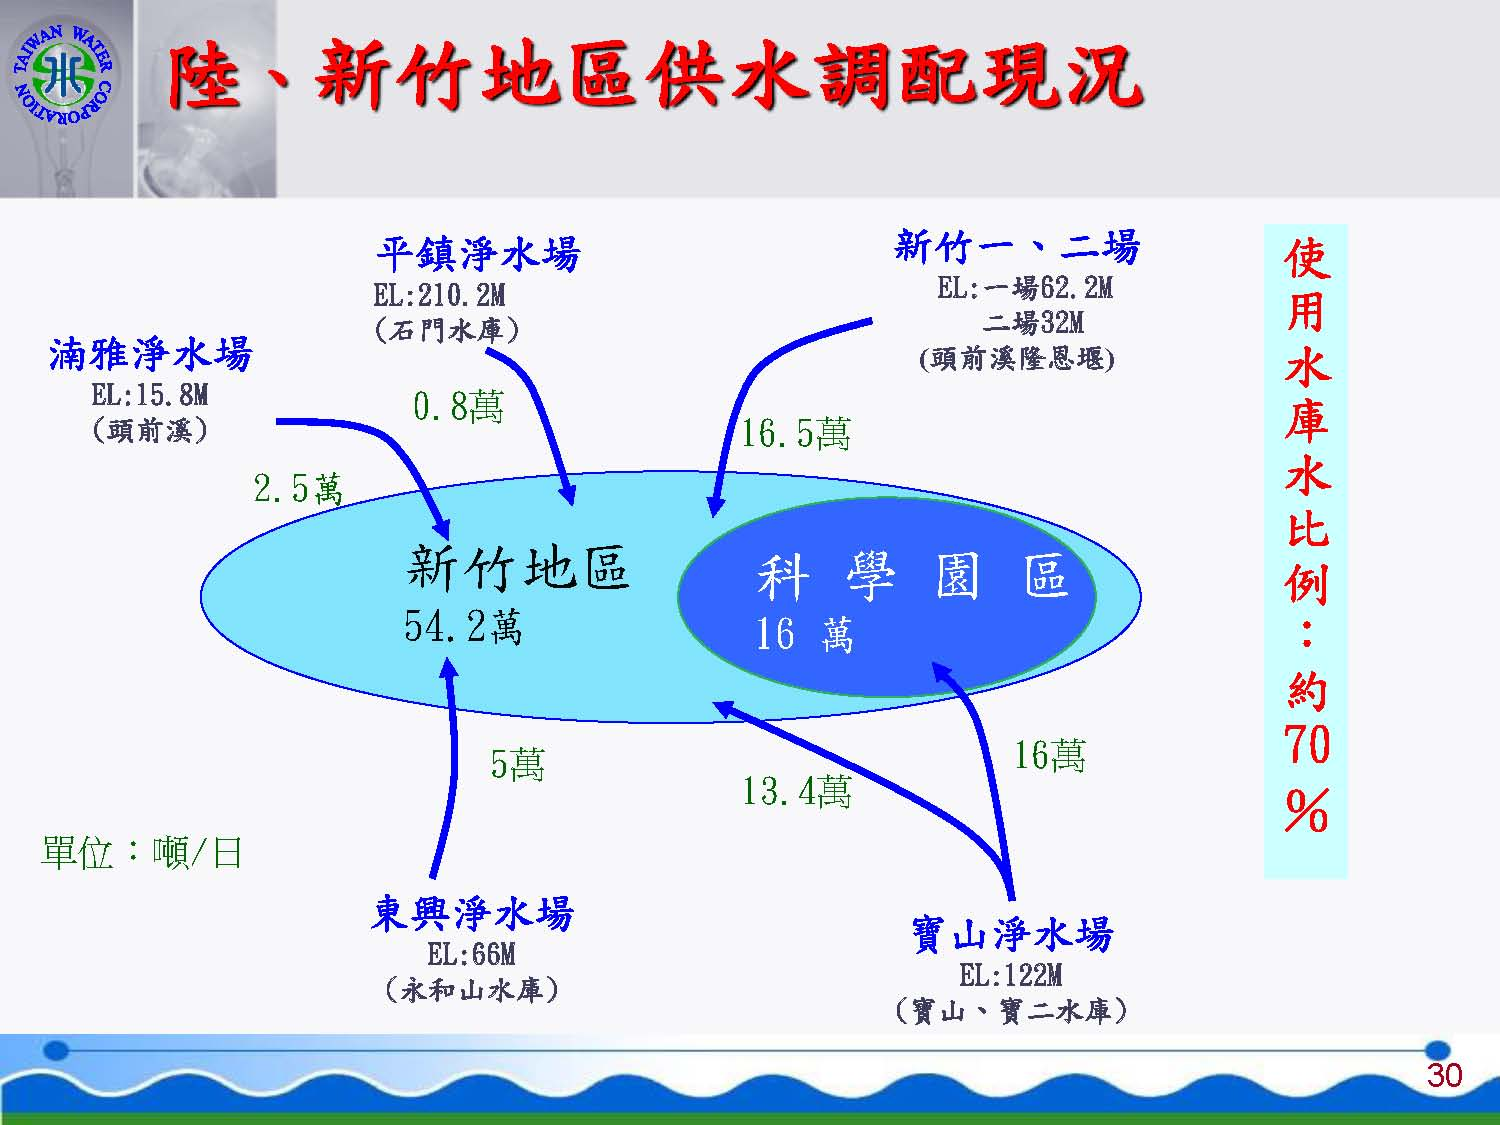 TAIWAN WATER CORPORATION
陸、新竹地區供水調配現況
平鎮淨水場
EL:210.2M
(石門水庫)
新竹一、二場
EL:一場62.2M
二場32M
(頭前溪隆恩堰)
湳雅淨水場
EL:15.8M
(頭前溪)
0.8萬
16.5萬
2.5萬
新竹地區
54.2萬
科學園區
16 萬
5萬
13.4萬
16萬
單位：噸/日
東興淨水場
EL:66M
(永和山水庫)
寶山淨水場
EL:122M
(寶山、寶二水庫)
使用水庫水比例：約70%
30